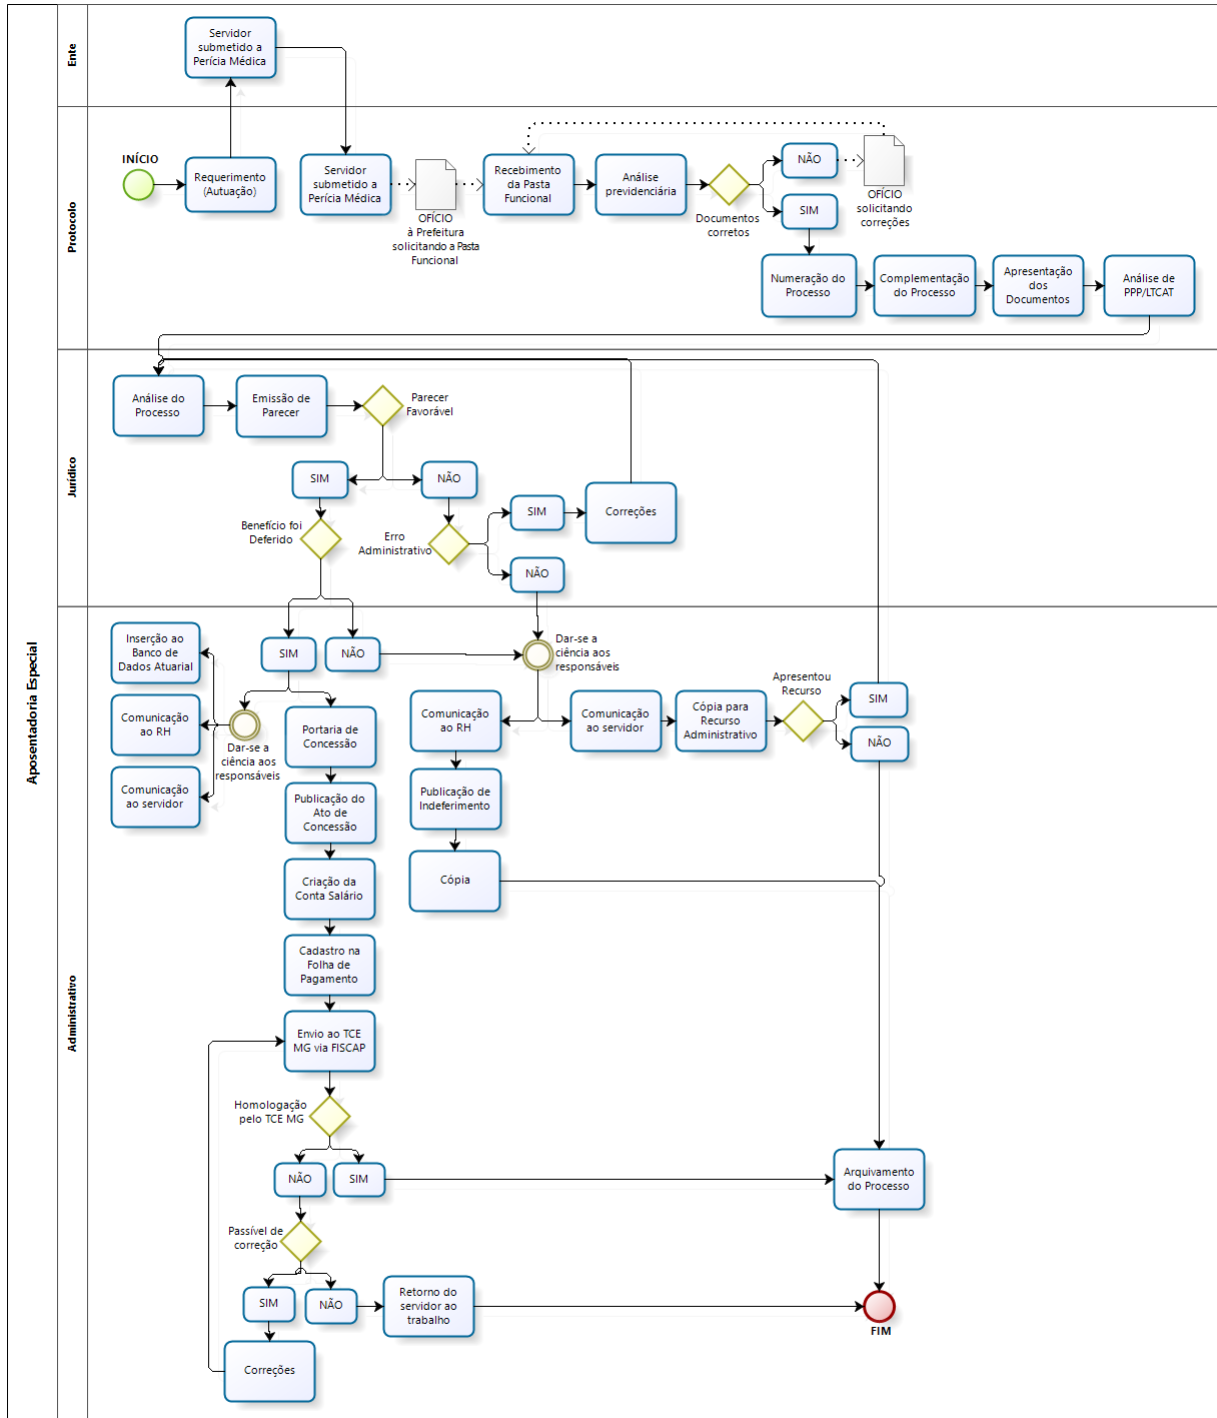 Aposentadoria Especial
Ente
Servidor
submetido a
Perícia Médica
Protocolo
INÍCIO
Requerimento
(Autuação)
Servidor
submetido a
Perícia Médica
OFÍCIO
à Prefeitura
solicitando a Pasta
Funcional
Recebimento
da Pasta
Funcional
Análise
previdenciária
Documentos
corretos
NÃO
SIM
OFÍCIO
solicitando
correções
Numeração do
Processo
Complementação
do Processo
Apresentação
dos
Documentos
Análise de
PPP/LTCAT
Jurídico
Análise do
Processo
Emissão de
Parecer
Parecer
Favorável
SIM
NÃO
Benefício foi
Deferido
Erro
Administrativo
SIM
NÃO
Correções
Administrativo
Inserção ao
Banco de
Dados Atuarial
Comunicação
ao RH
Comunicação
ao servidor
SIM
NÃO
Dar-se a
ciência aos
responsáveis
Portaria de
Concessão
Publicação do
Ato de
Concessão
Criação da
Conta Salário
Cadastro na
Folha de
Pagamento
Envio ao TCE
MG via FISCAP
Dar-se a
ciência aos
responsáveis
Comunicação
ao RH
Publicação de
Indeferimento
Cópia
Comunicação
ao servidor
Cópia para
Recurso
Administrativo
Apresentou
Recurso
SIM
NÃO
Homologação
pelo TCE MG
NÃO
SIM
Arquivamento
do Processo
Passível de
correção
SIM
NÃO
Retorno do
servidor ao
trabalho
FIM
Correções